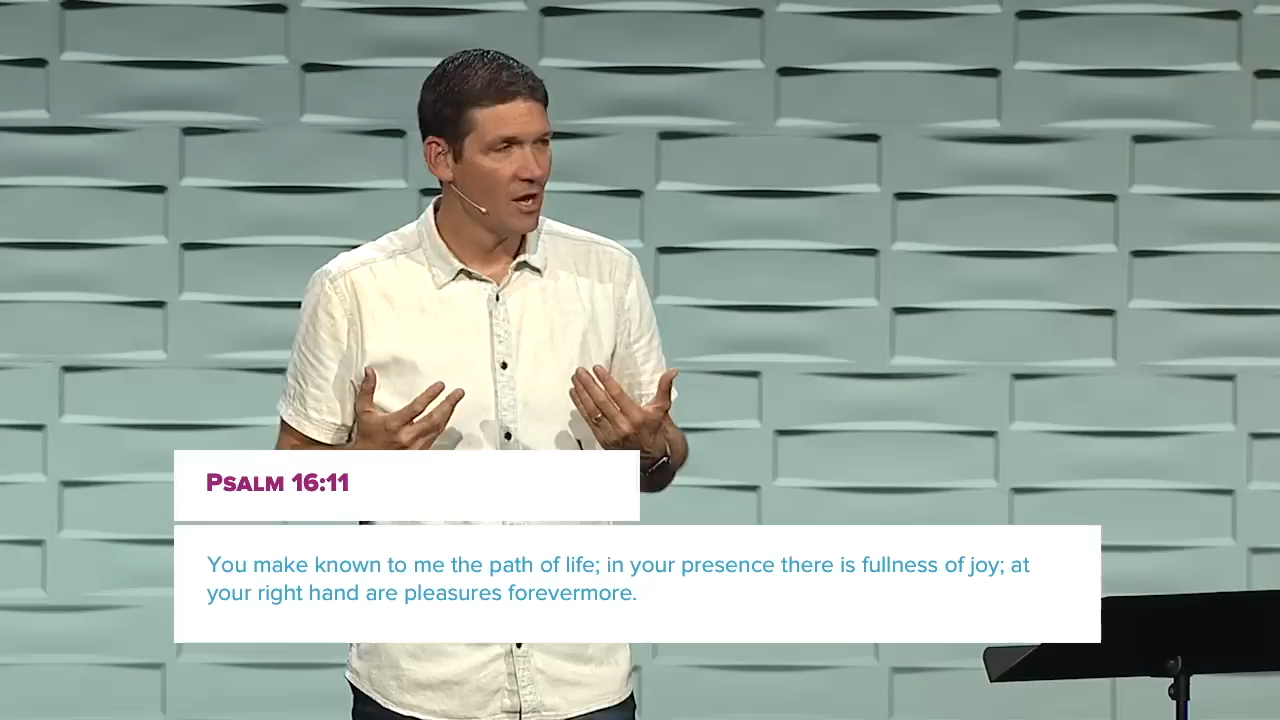 PSALM 16:11
You make known to me the path of life; in your presence there is fullness of joy; at
your right hand are pleasures forevermore.